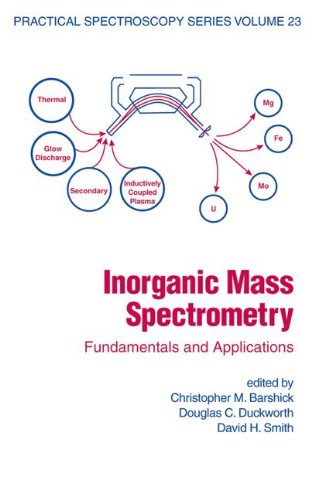 PRACTICAL SPECTROSCOPY SERIES VOLUME 23
Thermal
Glow
Discharge
Secondary
Inductively
Coupled
Plasma
Mg
Fe
Mo
U
Inorganic Mass
Spectrometry
Fundamentals and Applications
edited by
Christopher M. Barshick
Douglas C. Duckworth
David H. Smith